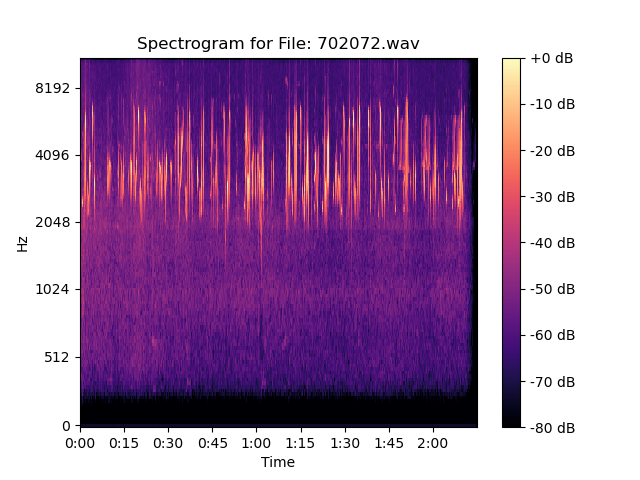 Spectrogram for File: 702072.wav
Hz
8192
4096
2048
1024
512
0
0:00 0:15 0:30 0:45 1:00 1:15 1:30 1:45 2:00
Time
+0 dB
-10 dB
-20 dB
-30 dB
-40 dB
-50 dB
-60 dB
-70 dB
-80 dB